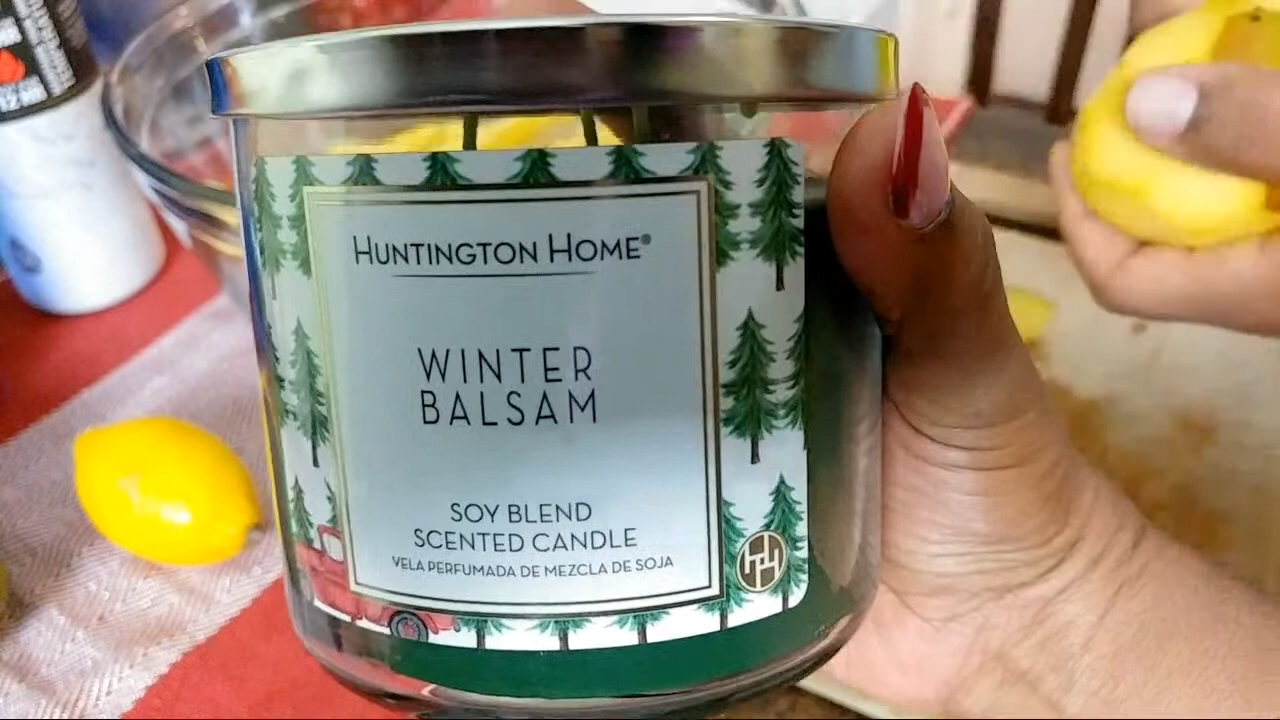 HUNTINGTON HOME®
WINTER
BALSAM
SOY BLEND
SCENTED CANDLE
VELA PERFUMADA DE MEZCLA DE SOJA